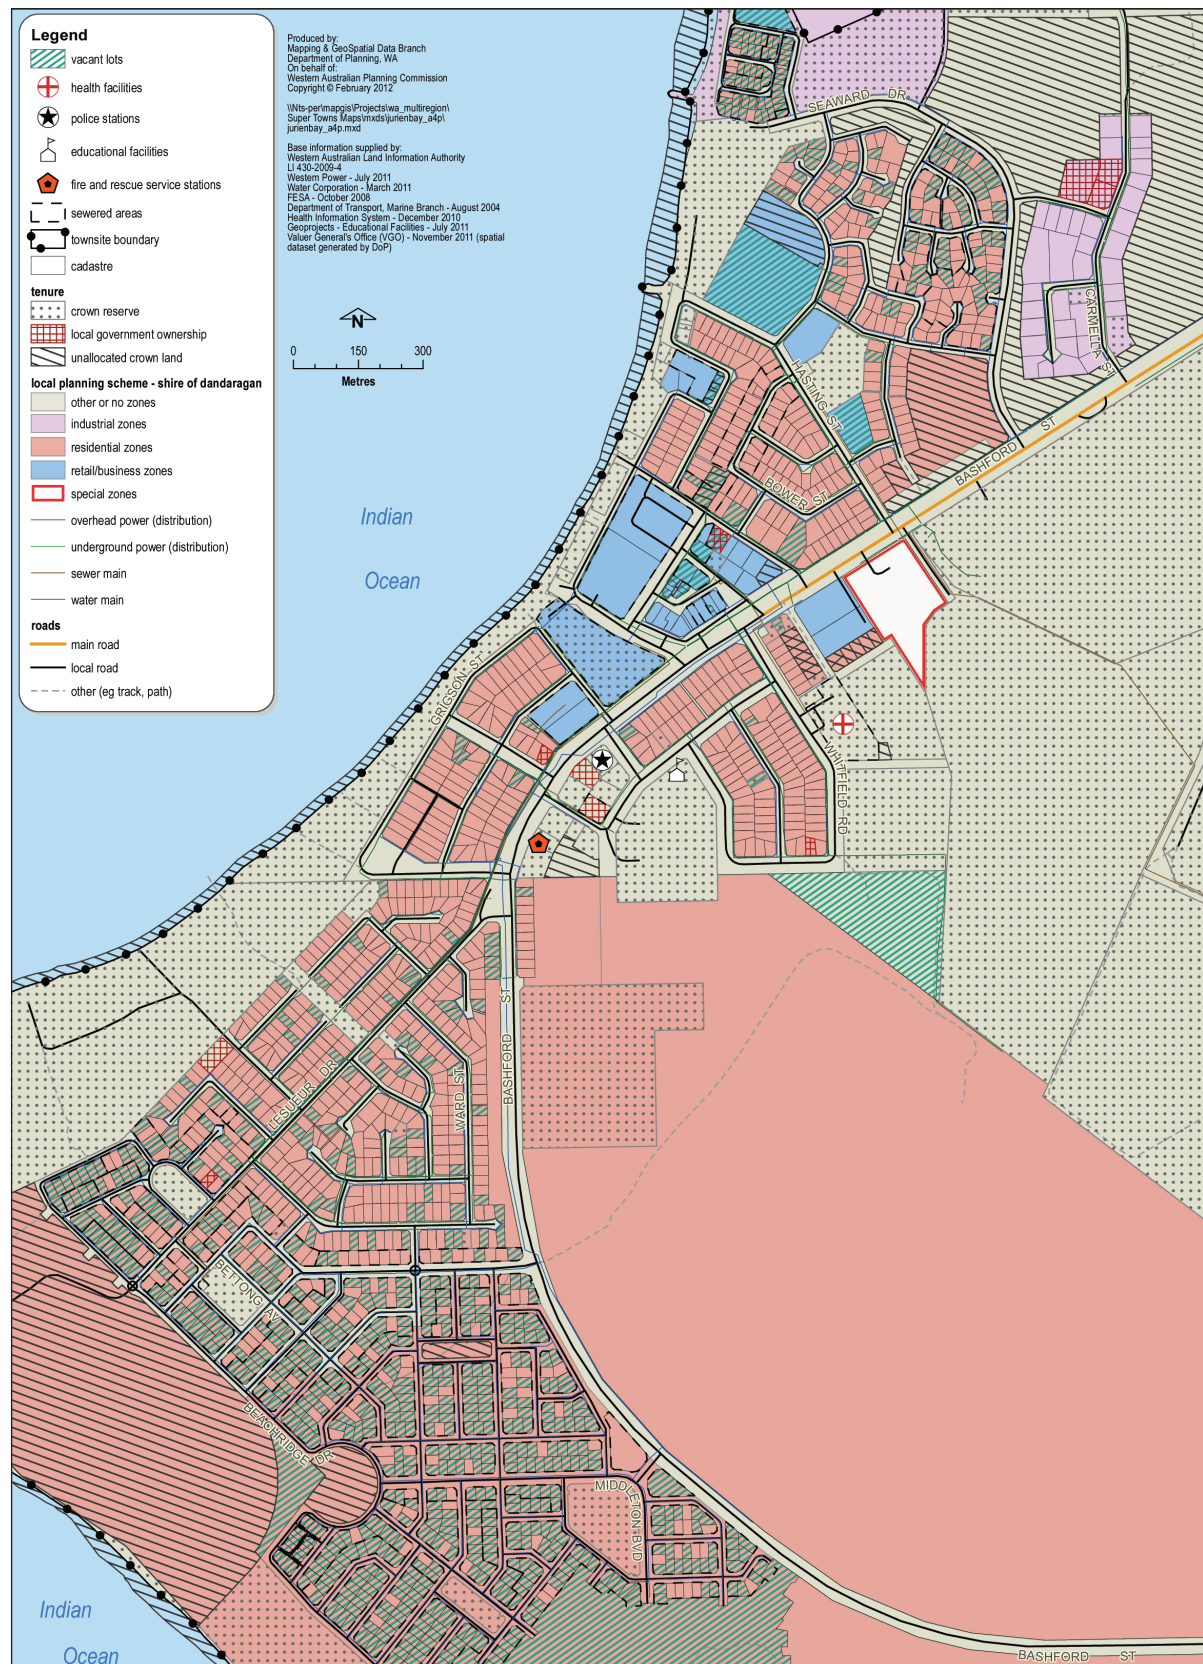 Legend
vacant lots
health facilities
police stations
educational facilities
fire and rescue service stations
sewered areas
townsite boundary
cadastre
tenure
crown reserve
local government ownership
unallocated crown land
local planning scheme - shire of dandaragan
other or no zones
industrial zones
residential zones
retail/business zones
special zones
overhead power (distribution)
underground power (distribution)
sewer main
water main
roads
main road
local road
other (eg track, path)
Produced by:
Mapping & GeoSpatial Data Branch
Department of Planning, WA
On behalf of:
Western Australian Planning Commission
Copyright © February 2012
\\Nts-per\mapgis\Projects\wa_multiregion\
Super Towns Maps\mxds\jurienbay_a4p\
jurienbay_a4p.mxd
Base information supplied by:
Western Australian Land Information Authority
LI 430-2009-4
Western Power - July 2011
Water Corporation - March 2011
FESA - October 2008
Department of Transport, Marine Branch - August 2004
Health Information System - December 2010
Geoprojects - Educational Facilities - July 2011
Valuer General's Office (VGO) - November 2011 (spatial
dataset generated by DoP)
N
0 150 300
Metres
SEAWARD DR
CARMELLA ST
HASTING ST
BASHFORD ST
BOWER ST
Indian
Ocean
GRIGSON ST
WHITFIELD RD
BASHFORD ST
LESUEUR DR
WARD ST
BETTONG AV
BEACHRIDGE DR
MIDDLETON BVD
Indian
Ocean
BASHFORD ST